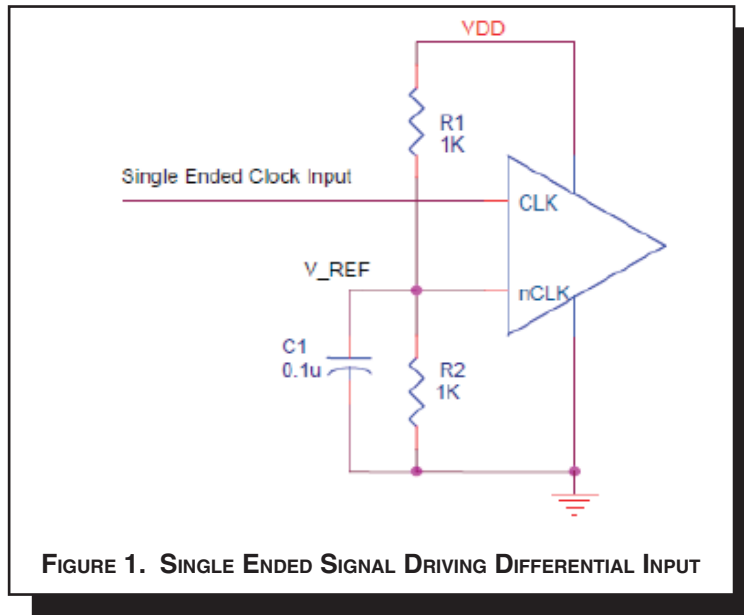 VDD
R1
1K
Single Ended Clock Input
CLK
V_REF
nCLK
C1
0.1u
R2
1K
FIGURE 1. SINGLE ENDED SIGNAL DRIVING DIFFERENTIAL INPUT